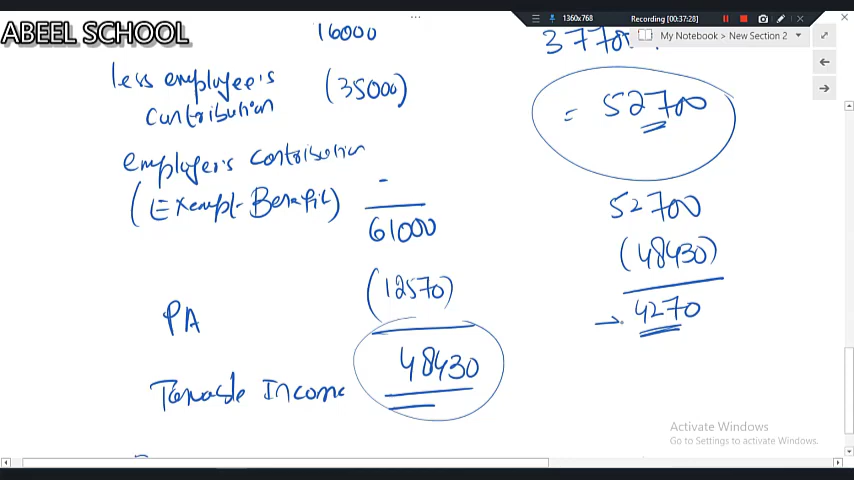 ABEEL SCHOOL
1360x768
Recording [00:37:28]
My Notebook > New Section 2
16000
less employee's
contribution
(35000)
= 52700
employer's contribution
(Exempt Benefit)
-
61000
52700
(48430)
4270
PA
(12570)
Taxable Income
48430
Activate Windows
Go to Settings to activate Windows.